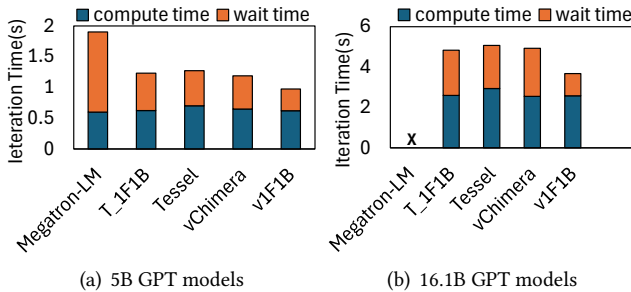 compute time wait time
Ieteration Time(s)
2
1.5
1
0.5
0
Megatron-LM
T_1F1B
Tessel
vChimera
v1F1B
(a) 5B GPT models
compute time wait time
Iteration Time(s)
6
4
2
0
x
Megatron-LM
T_1F1B
Tessel
vChimera
v1F1B
(b) 16.1B GPT models